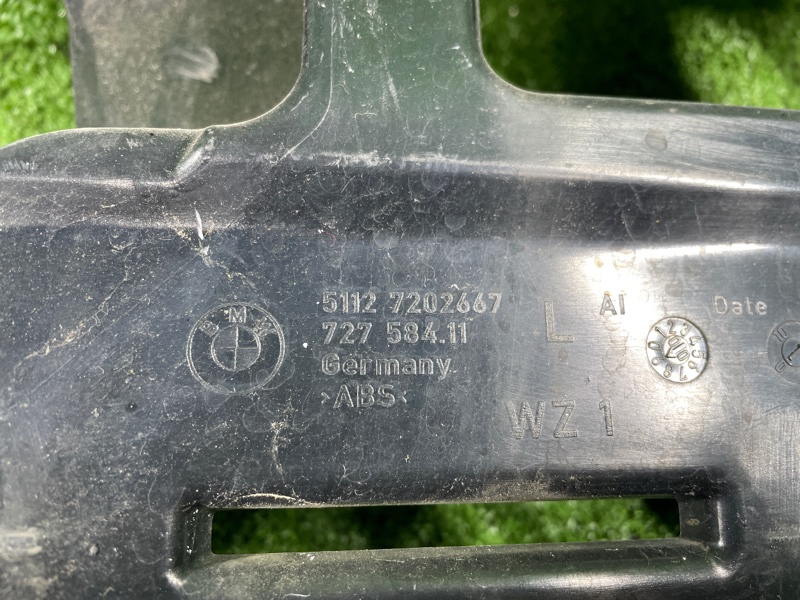 BMW
5112 7202667
727 584.11
Germany
>ABS<
L
AI
Date
WZ 1